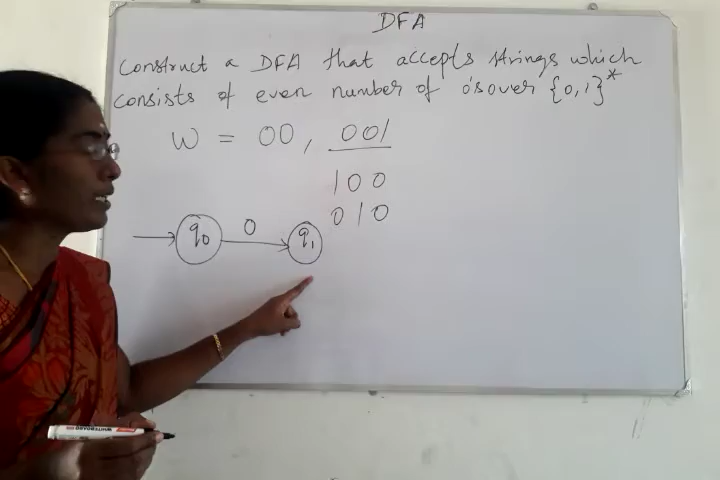 DFA
Construct a DFA that accepts strings which
consists of even number of 0's over {0,1}*
W = 00, 001
100
010
q0 0 q1
WHITEBOARD